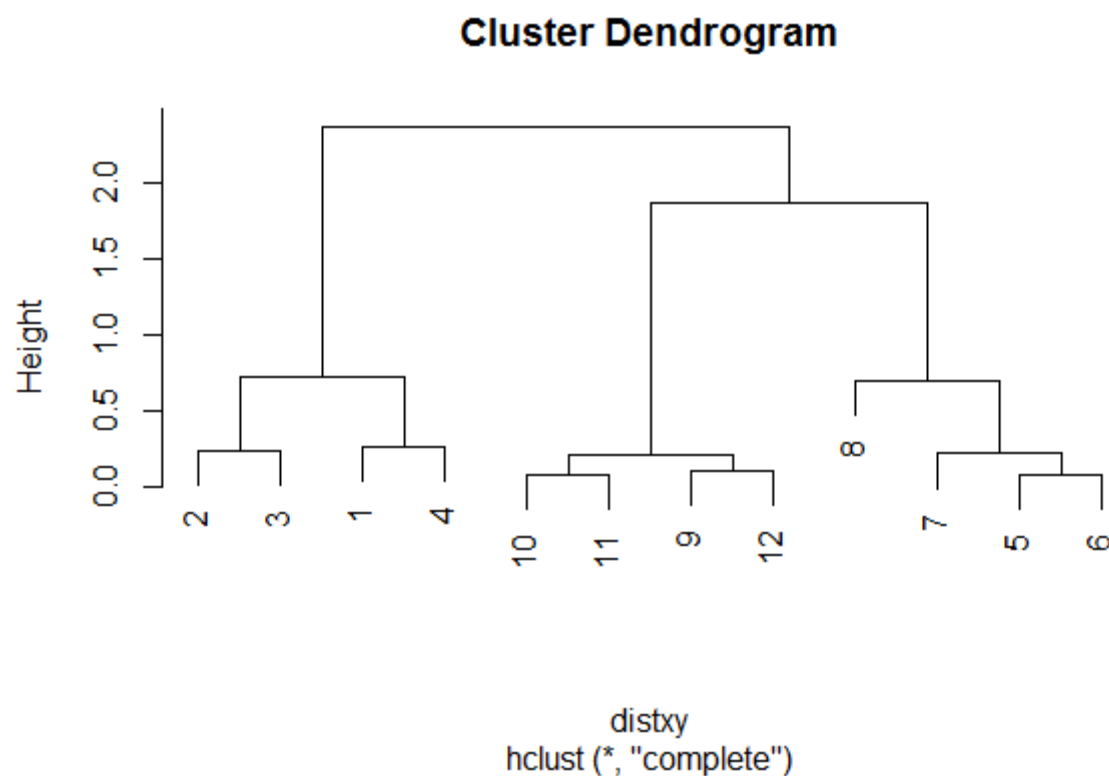 Cluster Dendrogram
Height
2.0
1.5
1.0
0.5
0.0
2 3 1 4 10 11 9 12 8 7 5 6
distxy
hclust (*, "complete")